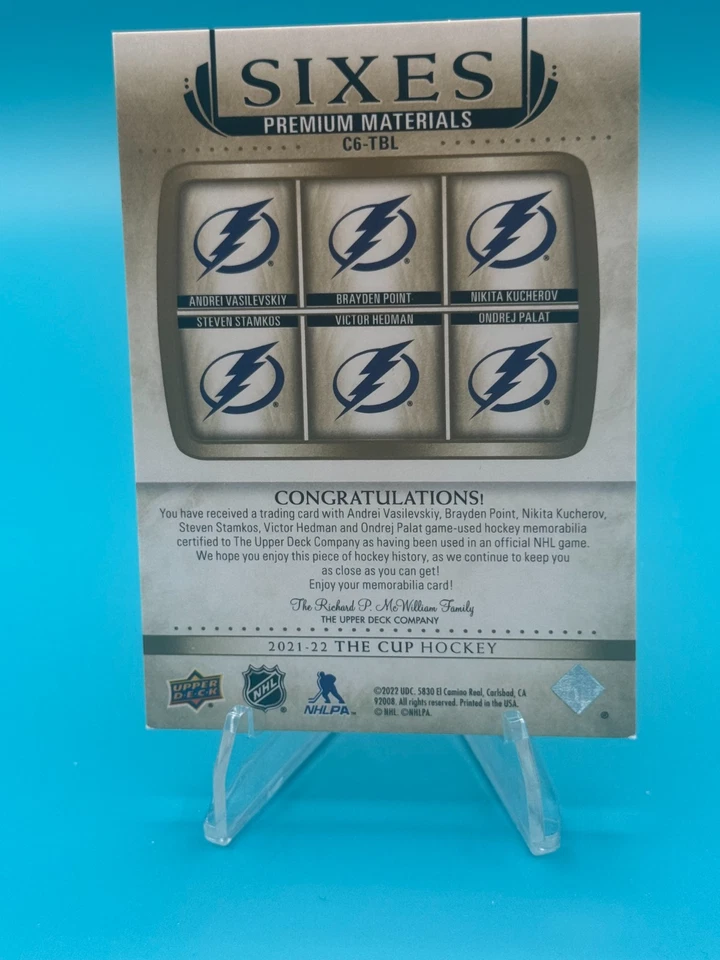 SIXES
PREMIUM MATERIALS
C6-TBL
ANDREI VASILEVSKIY BRAYDEN POINT NIKITA KUCHEROV
STEVEN STAMKOS VICTOR HEDMAN ONDREJ PALAT
CONGRATULATIONS!
You have received a trading card with Andrei Vasilevskiy, Brayden Point, Nikita Kucherov,
Steven Stamkos, Victor Hedman and Ondrej Palat game-used hockey memorabilia
certified to The Upper Deck Company as having been used in an official NHL game.
We hope you enjoy this piece of hockey history, as we continue to keep you
as close as you can get!
Enjoy your memorabilia card!
The Richard P. McWilliam Family
THE UPPER DECK COMPANY
2021-22 THE CUP HOCKEY
UPPER
DECK
NHL
NHLPA
©2022 UDC. 5830 El Camino Real, Carlsbad, CA
92008. All rights reserved. Printed in the USA.
© NHL. ©NHLPA.